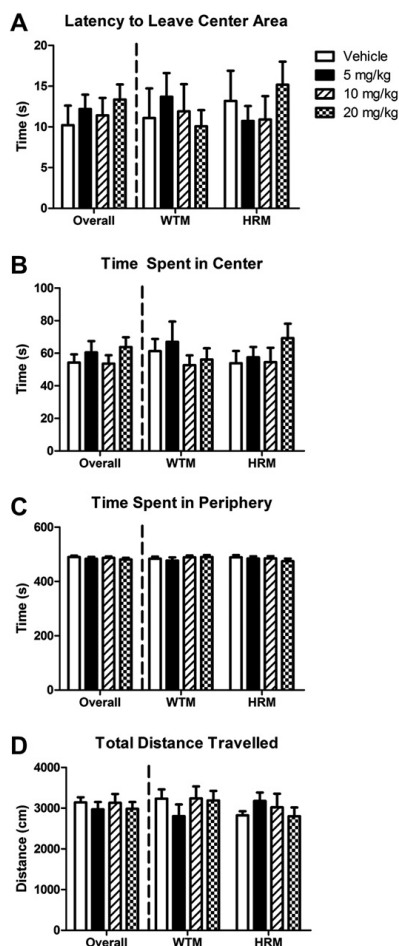 A
Latency to Leave Center Area
Vehicle
5 mg/kg
10 mg/kg
20 mg/kg
Time (s)
20
15
10
5
0
Overall
WTM
HRM
B
Time Spent in Center
Time (s)
100
80
60
40
20
0
Overall
WTM
HRM
C
Time Spent in Periphery
Time (s)
600
400
200
0
Overall
WTM
HRM
D
Total Distance Travelled
Distance (cm)
4000
3000
2000
1000
0
Overall
WTM
HRM